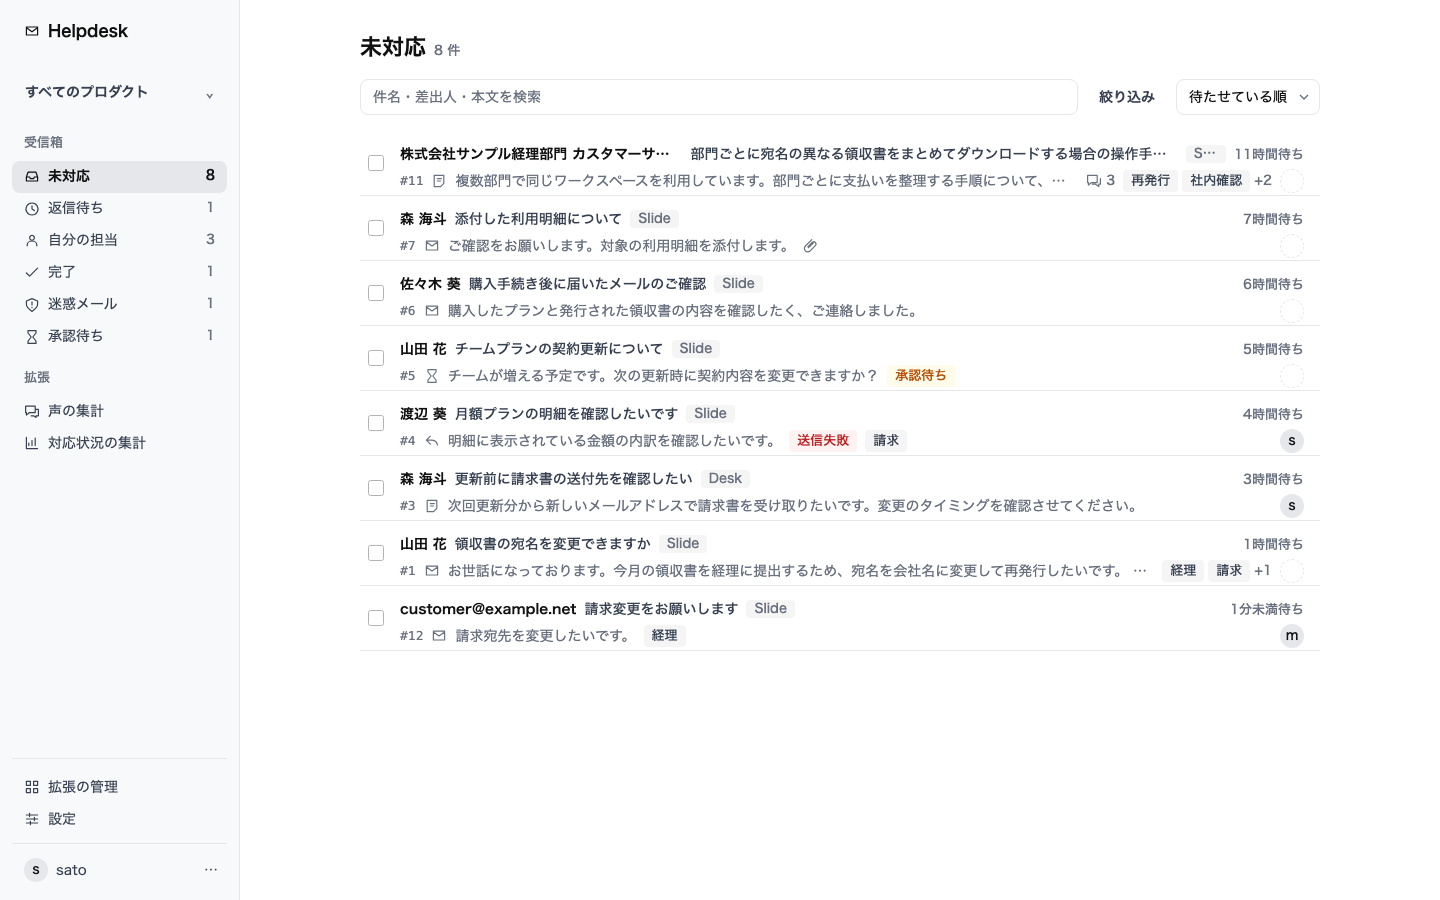 Helpdesk
すべてのプロダクト
受信箱
未対応 8
返信待ち 1
自分の担当 3
完了 1
迷惑メール 1
承認待ち 1
拡張
声の集計
対応状況の集計
拡張の管理
設定
s sato …
未対応 8 件
件名・差出人・本文を検索 絞り込み 待たせている順
株式会社サンプル経理部門 カスタマーサ… 部門ごとに宛名の異なる領収書をまとめてダウンロードする場合の操作手… S… 11時間待ち
#11 複数部門で同じワークスペースを利用しています。部門ごとに支払いを整理する手順について、… 3 再発行 社内確認 +2
森 海斗 添付した利用明細について Slide 7時間待ち
#7 ご確認をお願いします。対象の利用明細を添付します。
佐々木 葵 購入手続き後に届いたメールのご確認 Slide 6時間待ち
#6 購入したプランと発行された領収書の内容を確認したく、ご連絡しました。
山田 花 チームプランの契約更新について Slide 5時間待ち
#5 チームが増える予定です。次の更新時に契約内容を変更できますか？ 承認待ち
渡辺 葵 月額プランの明細を確認したいです Slide 4時間待ち
#4 明細に表示されている金額の内訳を確認したいです。 送信失敗 請求 s
森 海斗 更新前に請求書の送付先を確認したい Desk 3時間待ち
#3 次回更新分から新しいメールアドレスで請求書を受け取りたいです。変更のタイミングを確認させてください。 s
山田 花 領収書の宛名を変更できますか Slide 1時間待ち
#1 お世話になっております。今月の領収書を経理に提出するため、宛名を会社名に変更して再発行したいです。 … 経理 請求 +1
customer@example.net 請求変更をお願いします Slide 1分未満待ち
#12 請求宛先を変更したいです。 経理 m